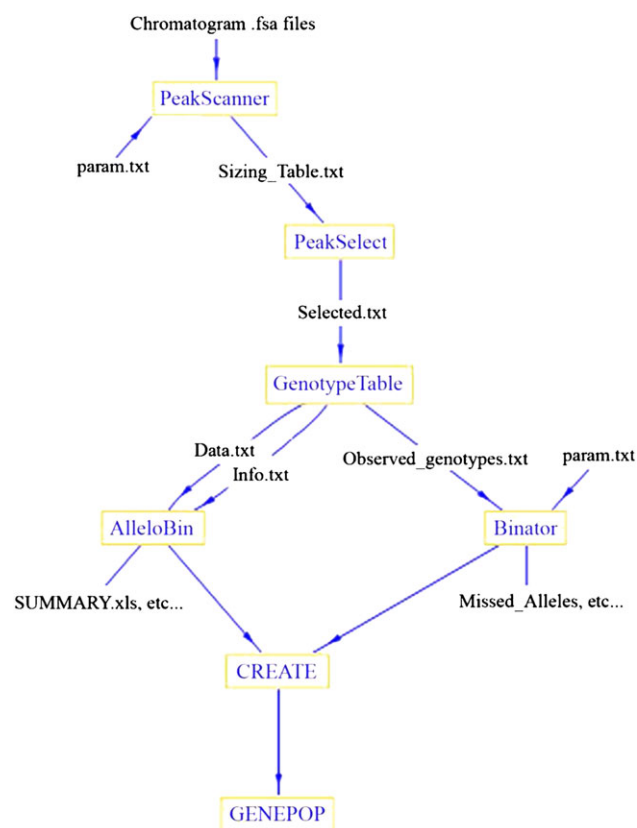 Chromatogram .fsa files
PeakScanner
param.txt
Sizing_Table.txt
PeakSelect
Selected.txt
GenotypeTable
Data.txt
Info.txt
Observed_genotypes.txt
param.txt
AlleloBin
Binator
SUMMARY.xls, etc...
Missed_Alleles, etc...
CREATE
GENEPOP